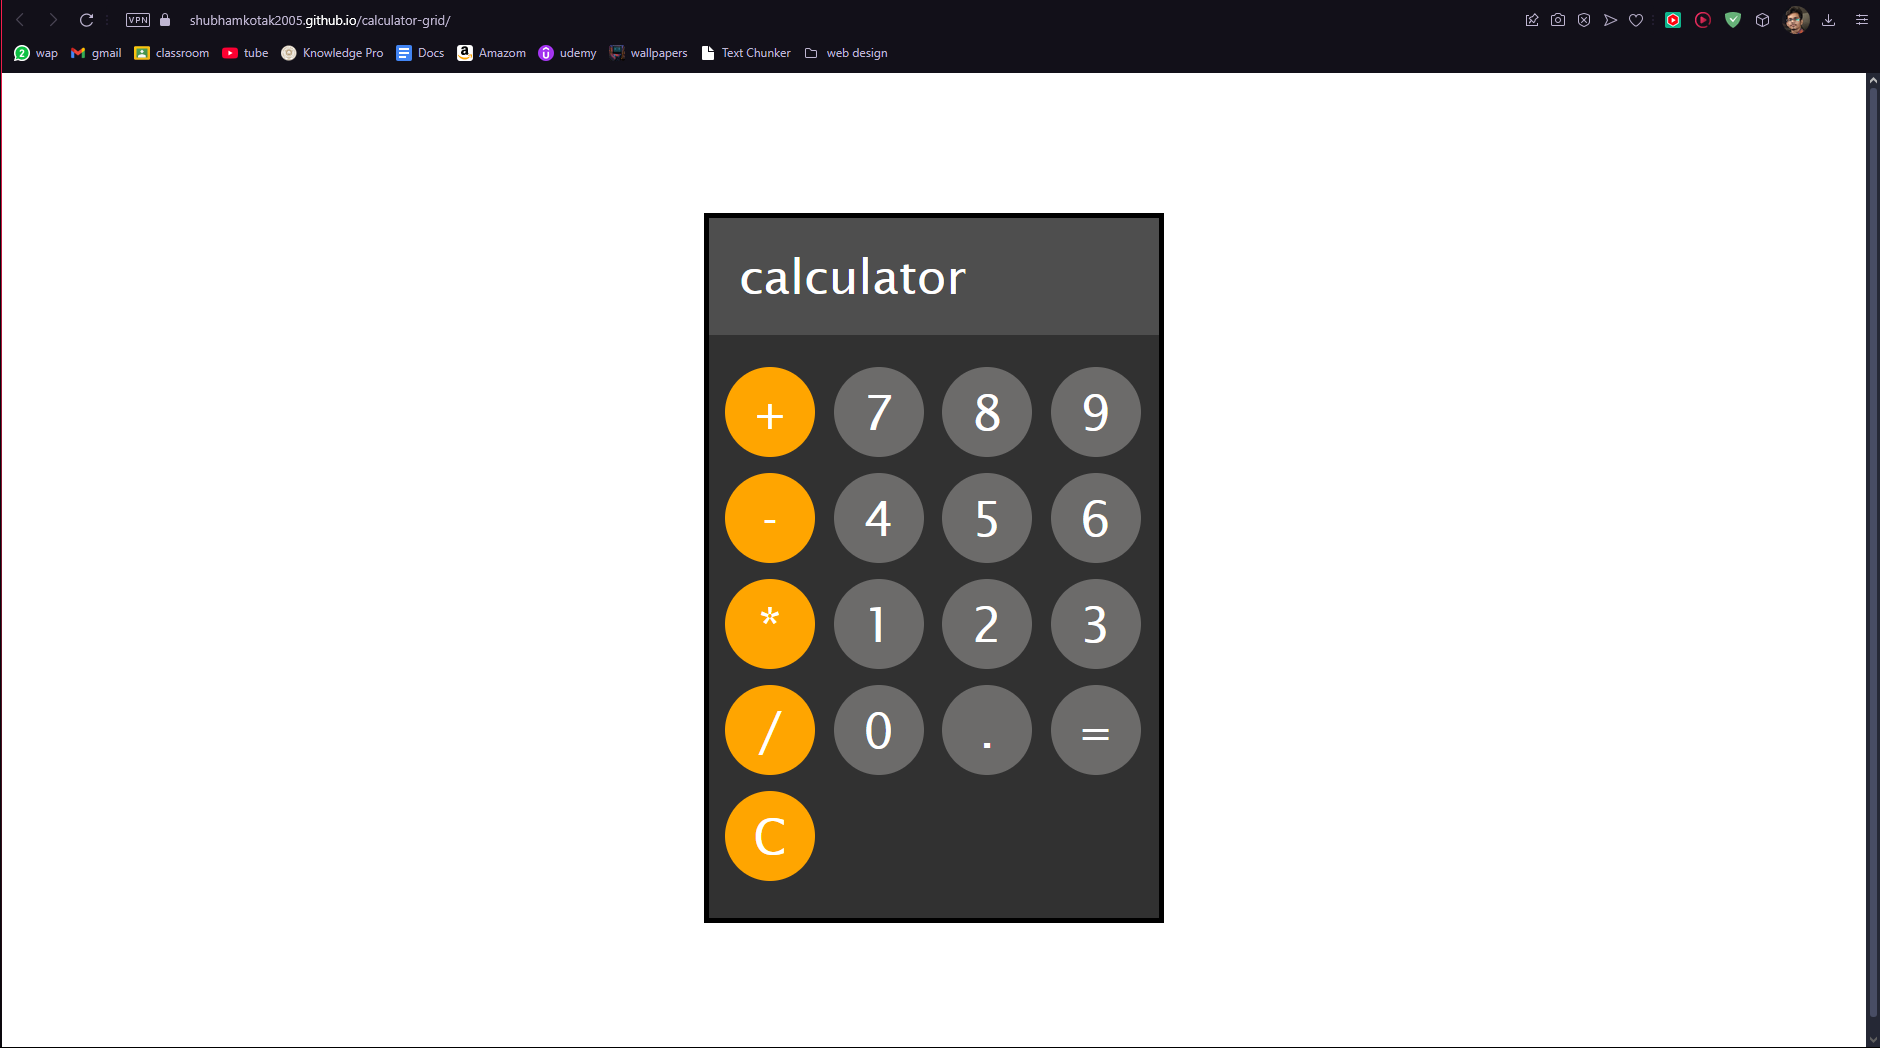 VPN shubhamkotak2005.github.io/calculator-grid/
2 wap gmail classroom tube Knowledge Pro Docs a Amazom udemy wallpapers Text Chunker web design
calculator
+ 7 8 9
- 4 5 6
* 1 2 3
/ 0 . =
C